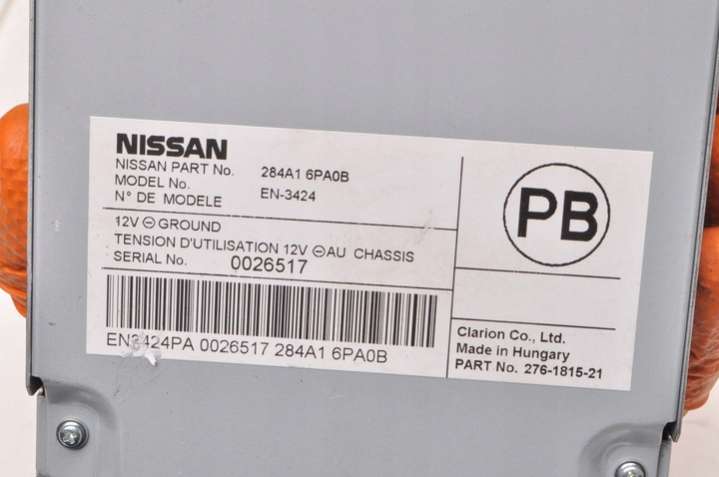 NISSAN
NISSAN PART No. 284A1 6PA0B
MODEL No. EN-3424
N° DE MODELE
12V ⊖ GROUND
TENSION D'UTILISATION 12V ⊖ AU CHASSIS
SERIAL No. 0026517
EN3424PA 0026517 284A1 6PA0B
PB
Clarion Co., Ltd.
Made in Hungary
PART No. 276-1815-21